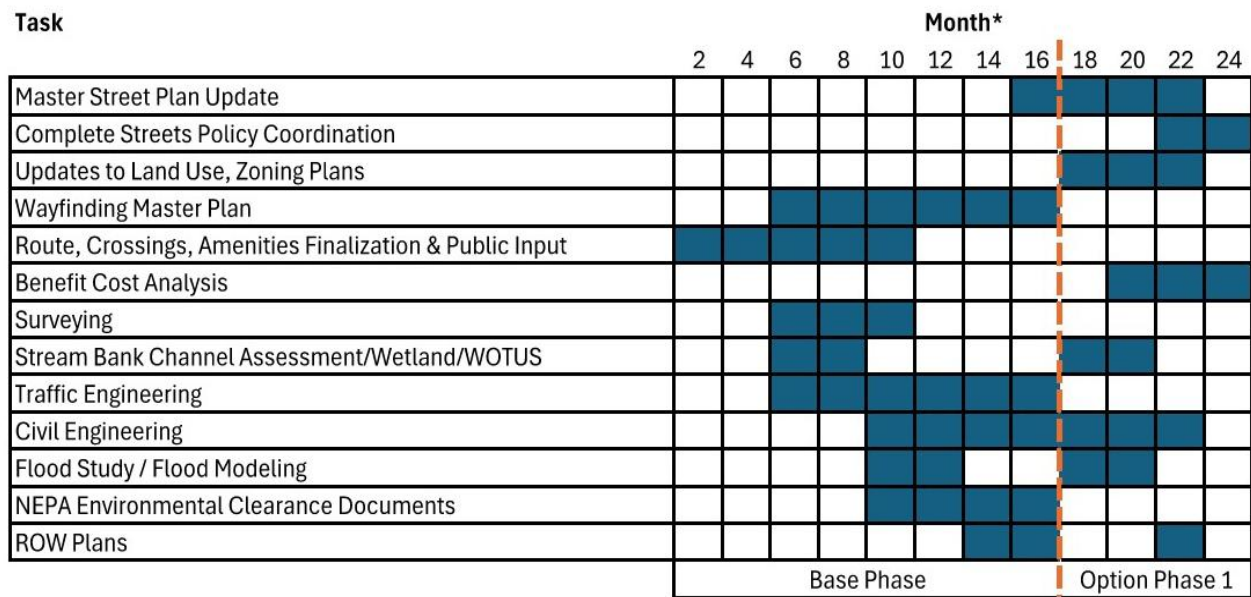 Task Month*
2 4 6 8 10 12 14 16 18 20 22 24
Master Street Plan Update
Complete Streets Policy Coordination
Updates to Land Use, Zoning Plans
Wayfinding Master Plan
Route, Crossings, Amenities Finalization & Public Input
Benefit Cost Analysis
Surveying
Stream Bank Channel Assessment/Wetland/WOTUS
Traffic Engineering
Civil Engineering
Flood Study / Flood Modeling
NEPA Environmental Clearance Documents
ROW Plans
Base Phase Option Phase 1